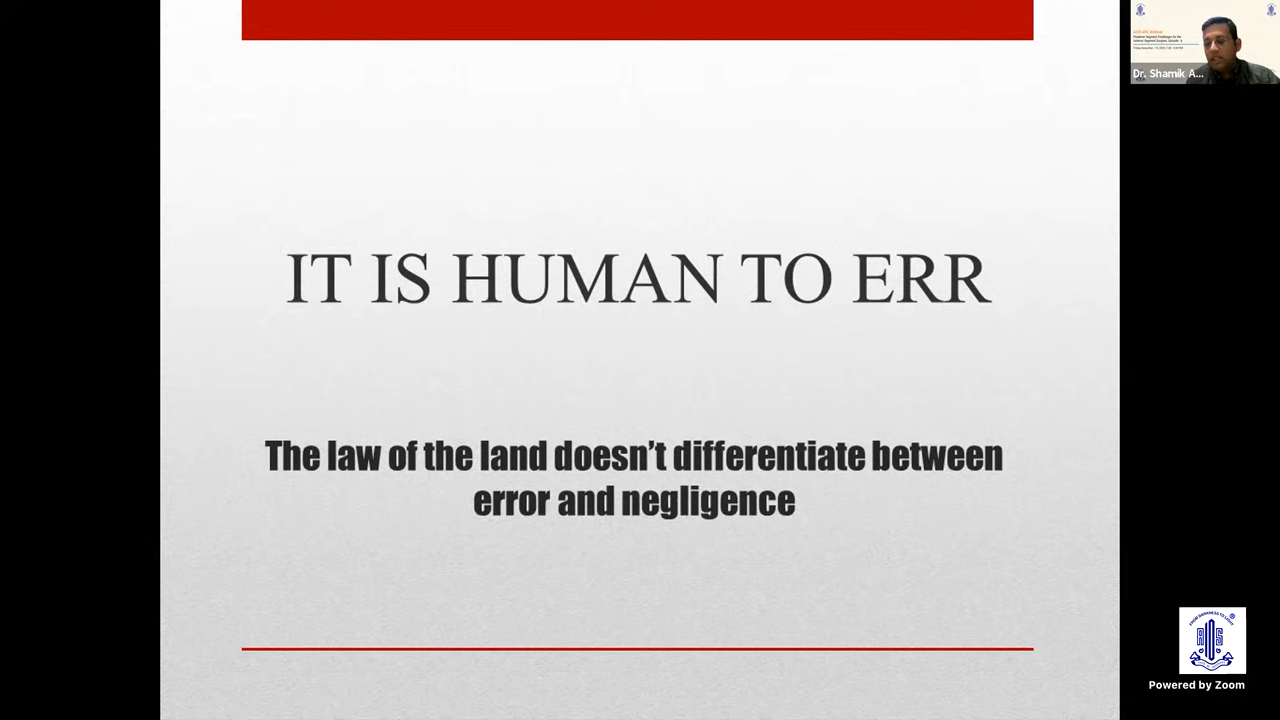 IT IS HUMAN TO ERR
The law of the land doesn’t differentiate between
error and negligence
Dr. Shamik A...
Powered by Zoom